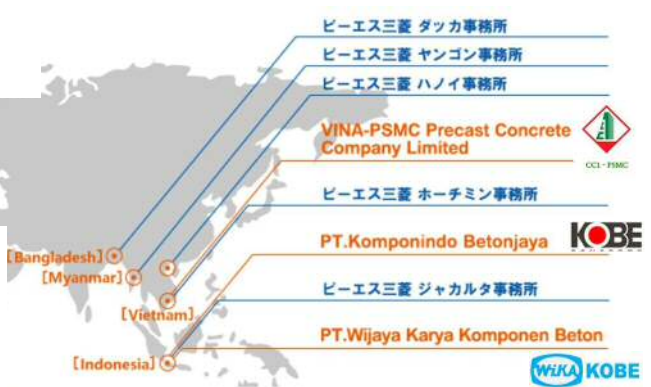 ピーエス三菱 ダッカ事務所
ピーエス三菱 ヤンゴン事務所
ピーエス三菱 ハノイ事務所
VINA-PSMC Precast Concrete
Company Limited
CCI - PSMC
ピーエス三菱 ホーチミン事務所
PT.Komponindo Betonjaya
KOBE
[Bangladesh]
[Myanmar]
ピーエス三菱 ジャカルタ事務所
[Vietnam]
PT.Wijaya Karya Komponen Beton
[Indonesia]
WIKA KOBE